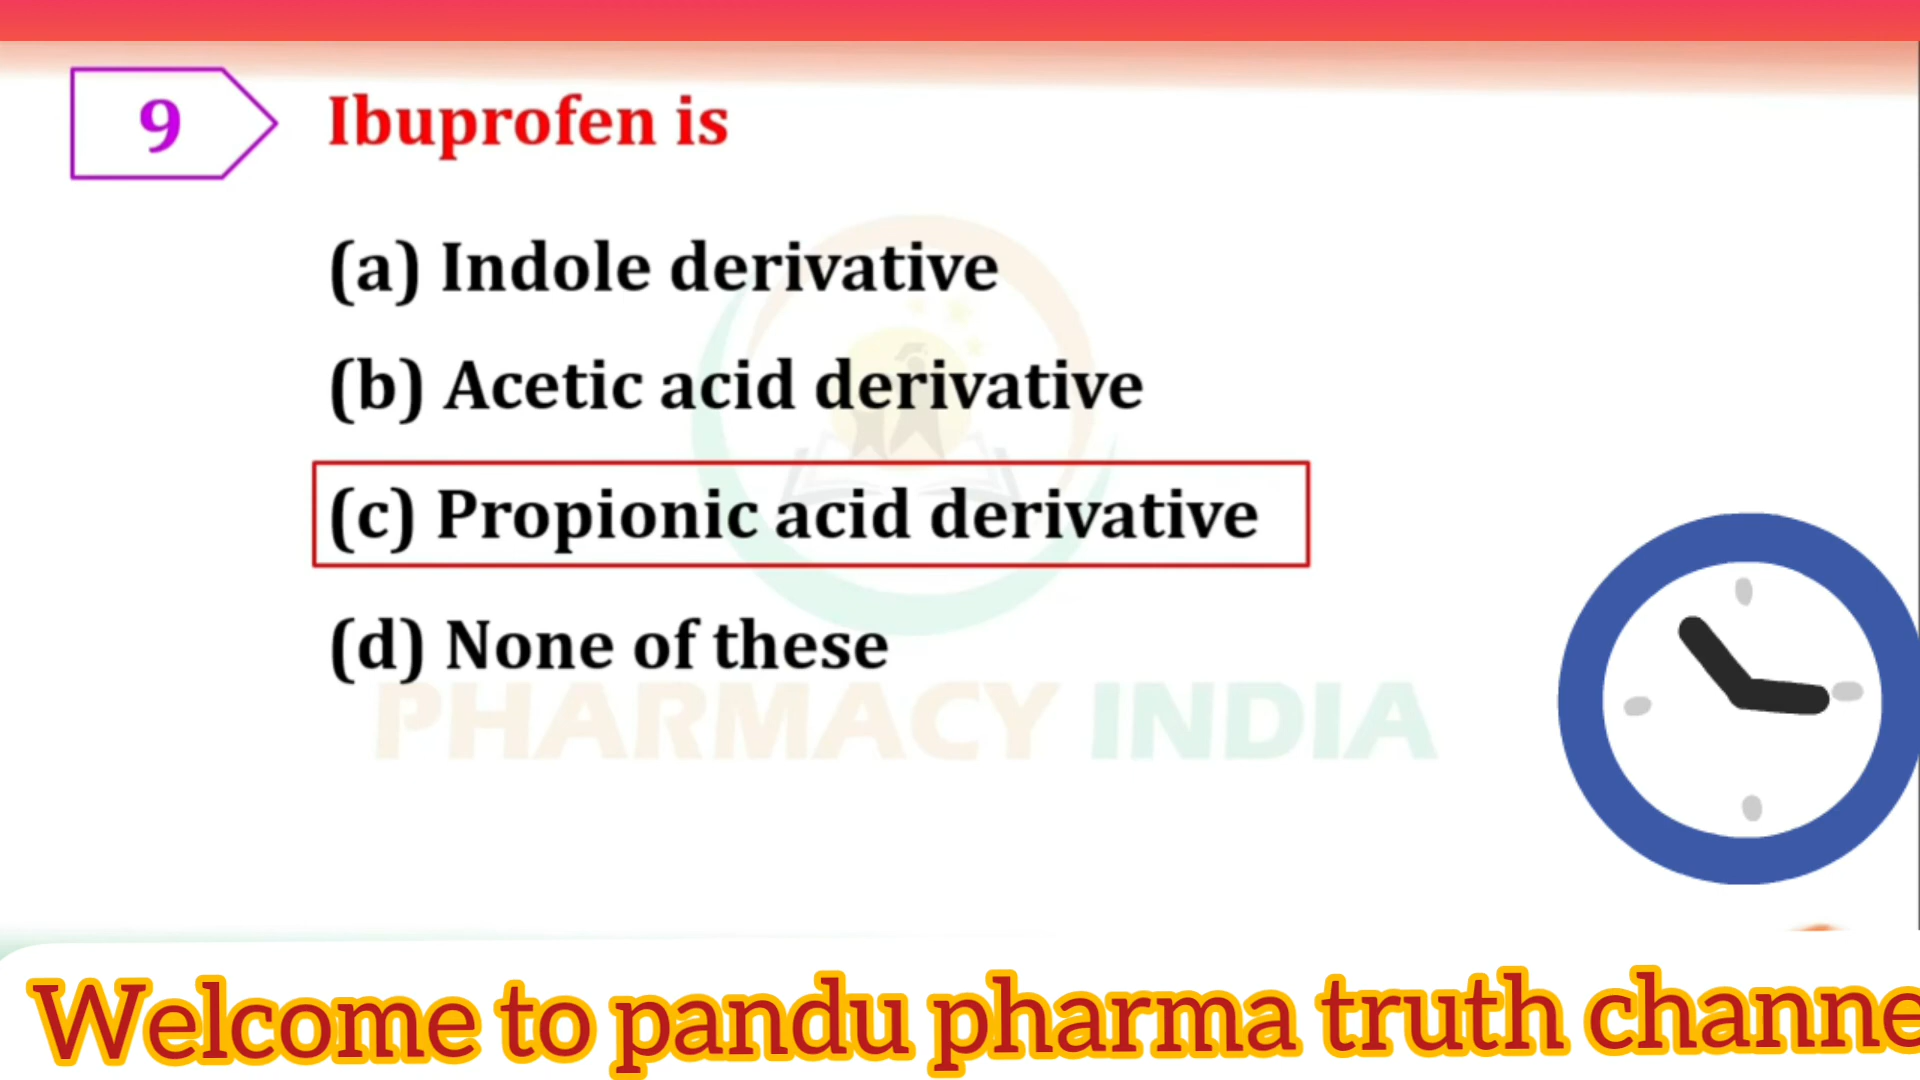 9
Ibuprofen is
(a) Indole derivative
(b) Acetic acid derivative
(c) Propionic acid derivative
(d) None of these
PHARMACY INDIA
Welcome to pandu pharma truth channe